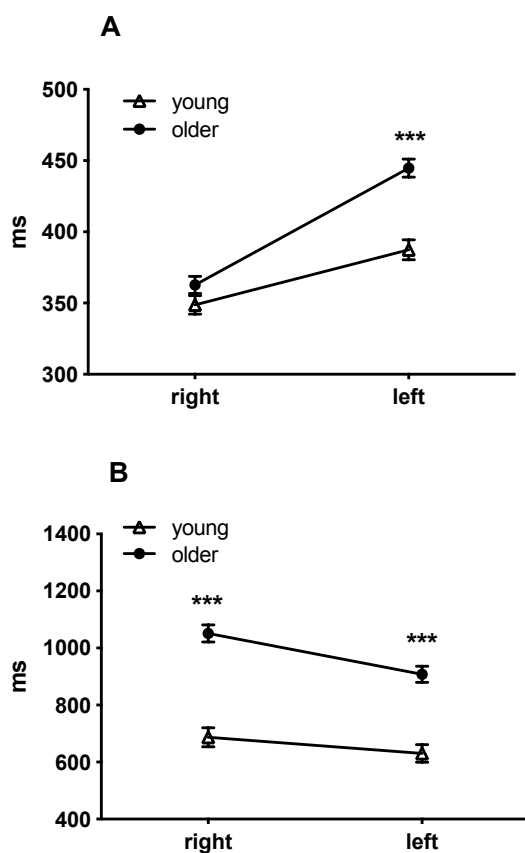 A
500
young
older
***
450
400
ms
350
300
right left
B
1400
young
older
1200
***
***
1000
ms
800
600
400
right left